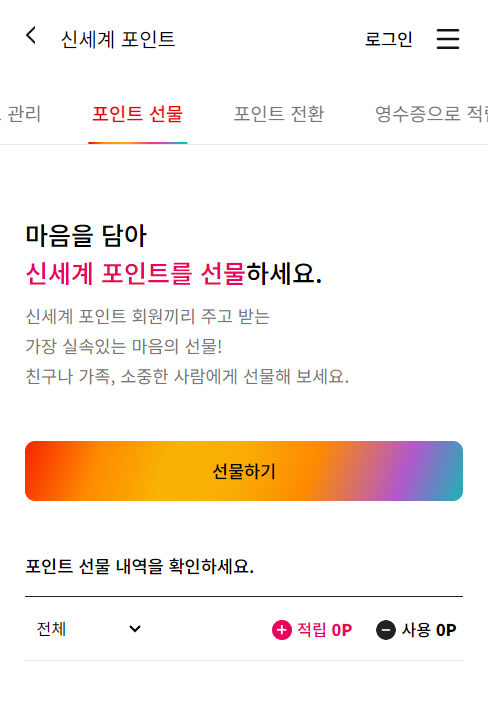 신세계 포인트
로그인
관리
포인트 선물
포인트 전환
영수증으로
마음을 담아
신세계 포인트를 선물하세요.
신세계 포인트 회원끼리 주고 받는
가장 실속있는 마음의 선물!
친구나 가족, 소중한 사람에게 선물해 보세요.
선물하기
포인트 선물 내역을 확인하세요.
전체
적립 0P
사용 0P